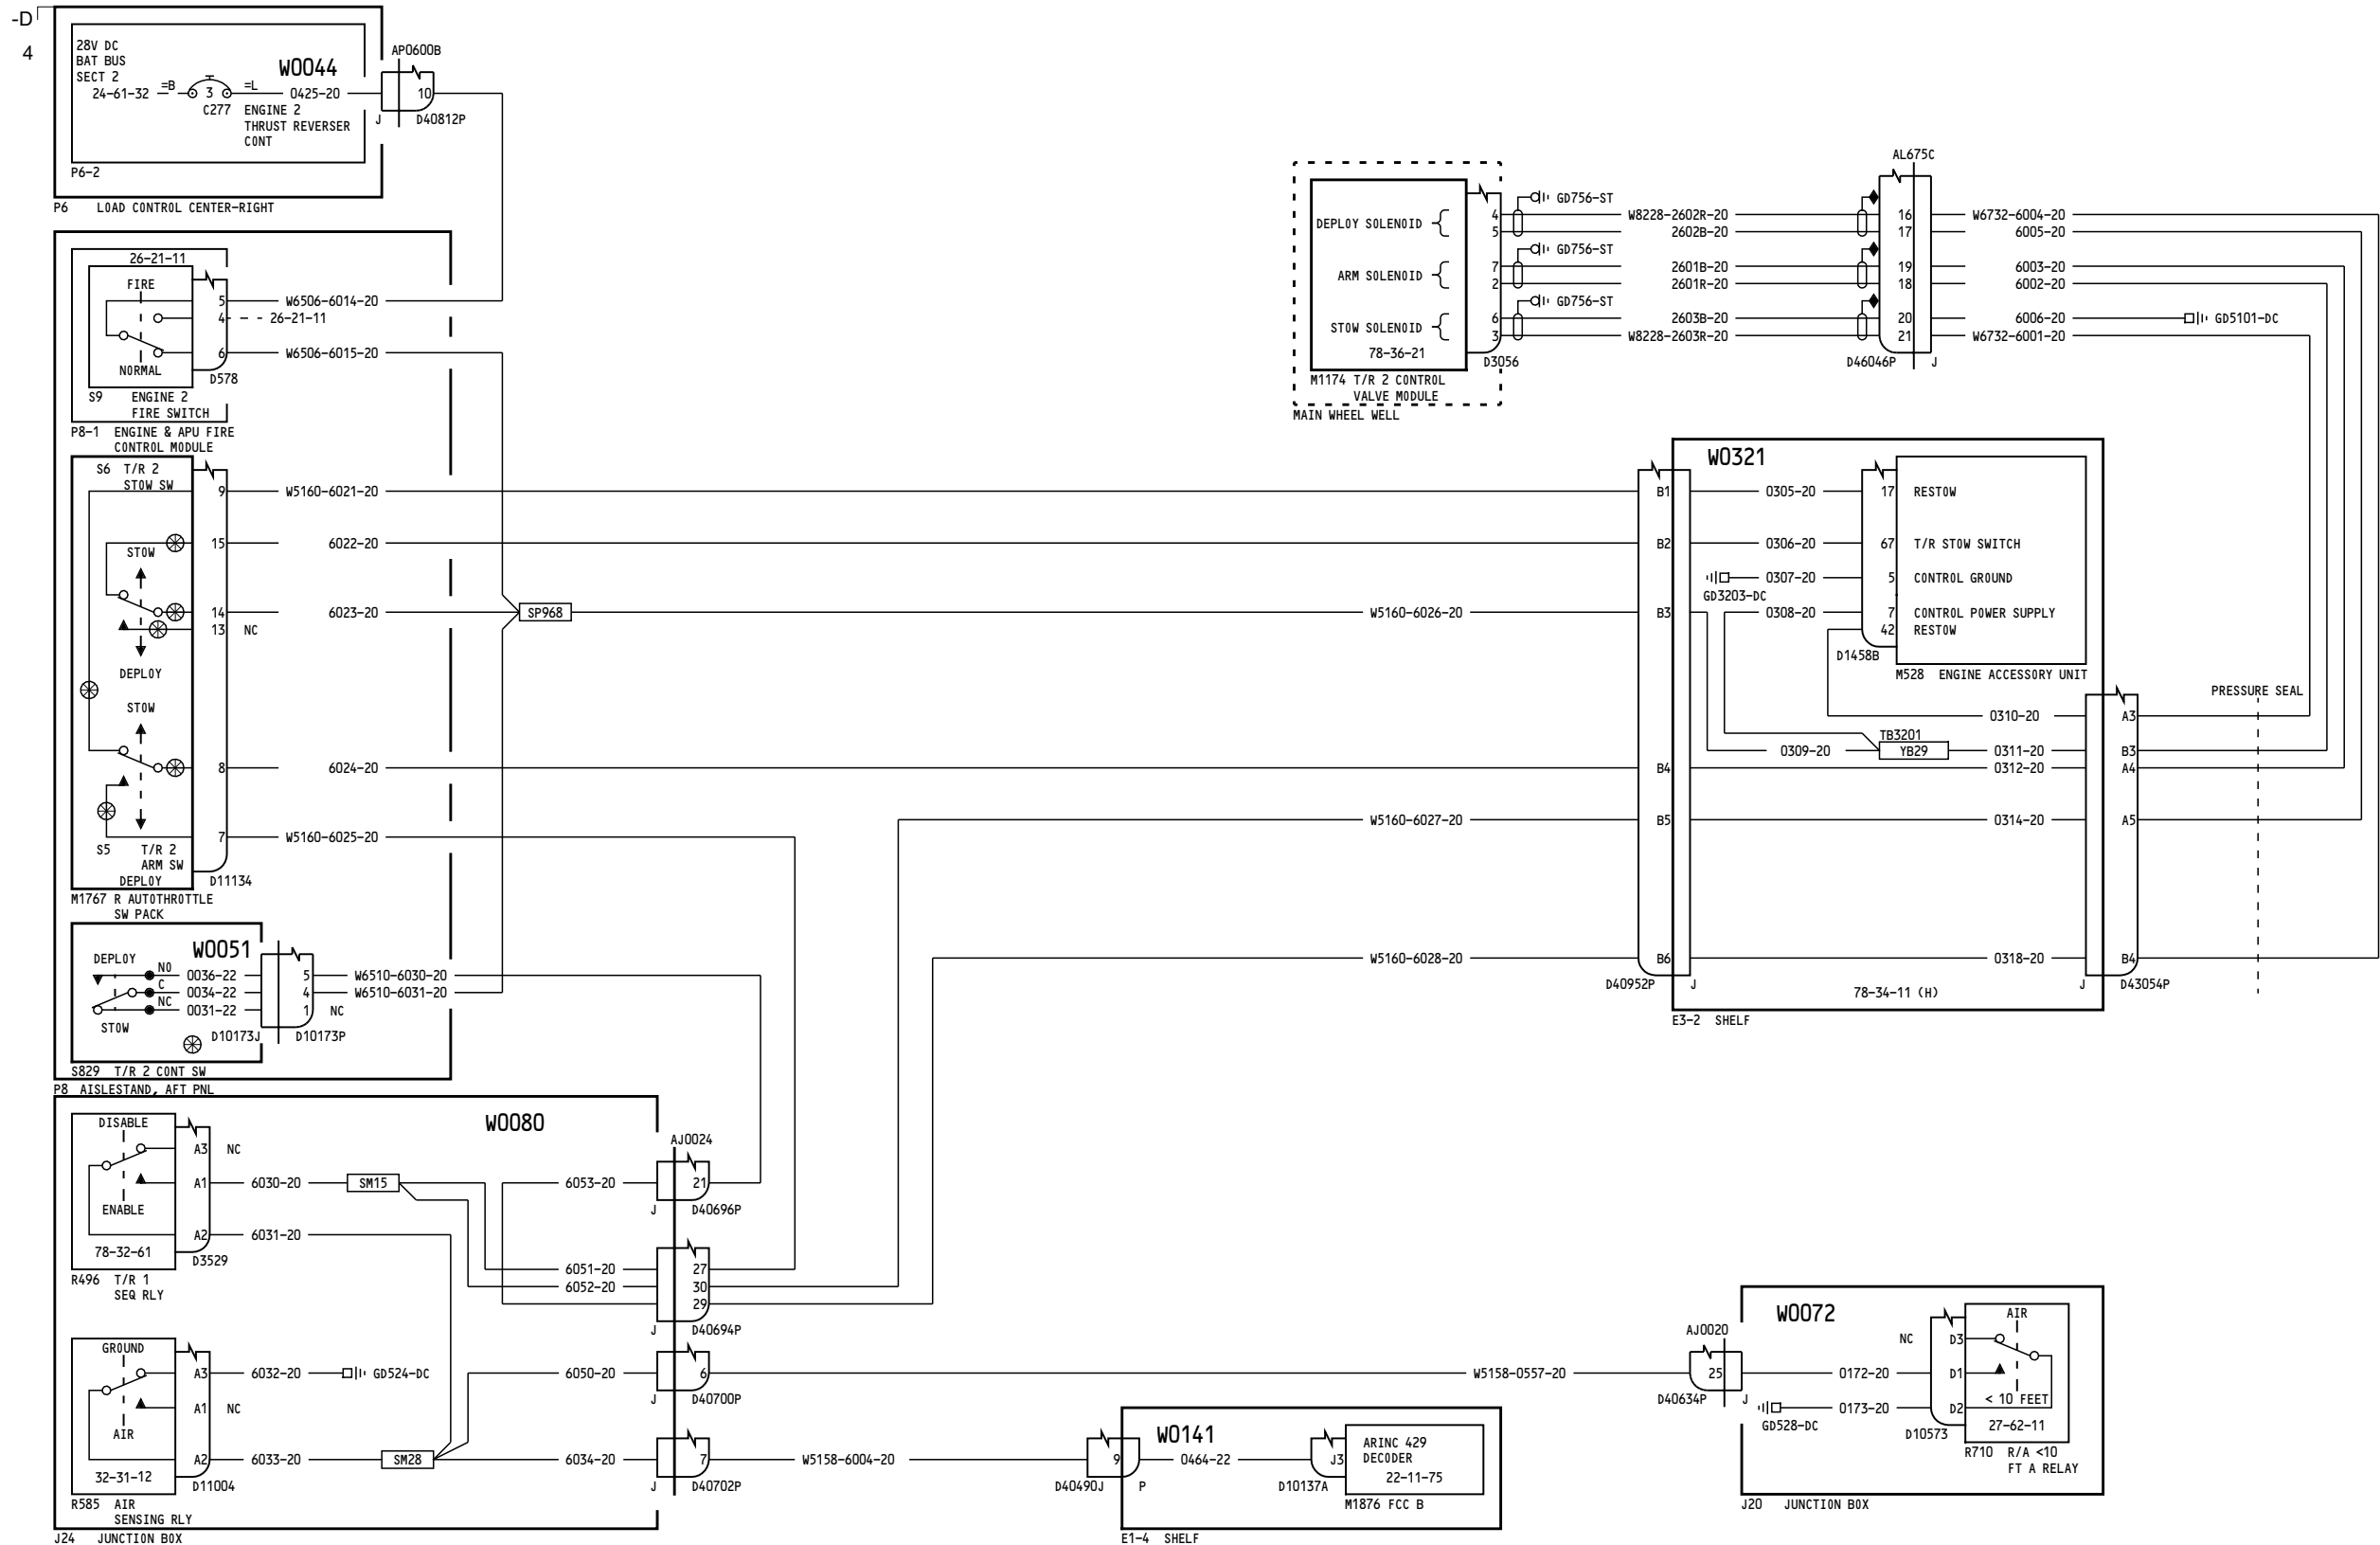 -D
4
28V DC
BAT BUS
SECT 2
24-61-32
=B
3
=L
C277
W0044
0425-20
ENGINE 2
THRUST REVERSER
CONT
P6-2
P6 LOAD CONTROL CENTER-RIGHT
AP0600B
10
J
D40812P
26-21-11
FIRE
NORMAL
5
4
6
D578
W6506-6014-20
26-21-11
W6506-6015-20
S9 ENGINE 2
FIRE SWITCH
P8-1 ENGINE & APU FIRE
CONTROL MODULE
S6 T/R 2
STOW SW
9
W5160-6021-20
STOW
15
6022-20
14
6023-20
13
NC
DEPLOY
STOW
8
6024-20
7
W5160-6025-20
S5 T/R 2
ARM SW
DEPLOY
D11134
M1767 R AUTOTHROTTLE
SW PACK
SP968
W5160-6026-20
W0051
DEPLOY
NO
0036-22
5
W6510-6030-20
C
0034-22
4
W6510-6031-20
NC
0031-22
1
NC
STOW
D10173J
D10173P
S829 T/R 2 CONT SW
P8 AISLESTAND, AFT PNL
M1174 T/R 2 CONTROL
VALVE MODULE
MAIN WHEEL WELL
DEPLOY SOLENOID
ARM SOLENOID
STOW SOLENOID
78-36-21
4
5
7
2
6
3
D3056
GD756-ST
GD756-ST
GD756-ST
W8228-2602R-20
2602B-20
2601B-20
2601R-20
2603B-20
W8228-2603R-20
AL675C
16
17
19
18
20
21
D46046P
J
W6732-6004-20
6005-20
6003-20
6002-20
6006-20
GD5101-DC
W6732-6001-20
W0321
B1
0305-20
17
RESTOW
B2
0306-20
67
T/R STOW SWITCH
0307-20
5
CONTROL GROUND
GD3203-DC
B3
0308-20
7
CONTROL POWER SUPPLY
42
RESTOW
D1458B
M528 ENGINE ACCESSORY UNIT
PRESSURE SEAL
0310-20
A3
TB3201
0309-20
YB29
0311-20
B3
B4
0312-20
A4
W5160-6027-20
B5
0314-20
A5
W5160-6028-20
B6
0318-20
B4
D40952P
J
78-34-11 (H)
J
D43054P
E3-2 SHELF
W0080
DISABLE
A3
NC
A1
6030-20
SM15
ENABLE
A2
6031-20
78-32-61
D3529
R496 T/R 1
SEQ RLY
AJ0024
6053-20
21
J
D40696P
6051-20
27
6052-20
30
29
J
D40694P
GROUND
A3
6032-20
GD524-DC
A1
NC
AIR
A2
6033-20
SM28
32-31-12
D11004
R585 AIR
SENSING RLY
J24 JUNCTION BOX
6050-20
6
J
D40700P
6034-20
7
J
D40702P
W5158-0557-20
W5158-6004-20
9
D40490J
P
W0141
0464-22
J3
D10137A
ARINC 429
DECODER
22-11-75
M1876 FCC B
E1-4 SHELF
AJ0020
25
D40634P
J
W0072
NC
D3
0172-20
D1
0173-20
D2
GD528-DC
D10573
AIR
< 10 FEET
27-62-11
R710 R/A <10
FT A RELAY
J20 JUNCTION BOX